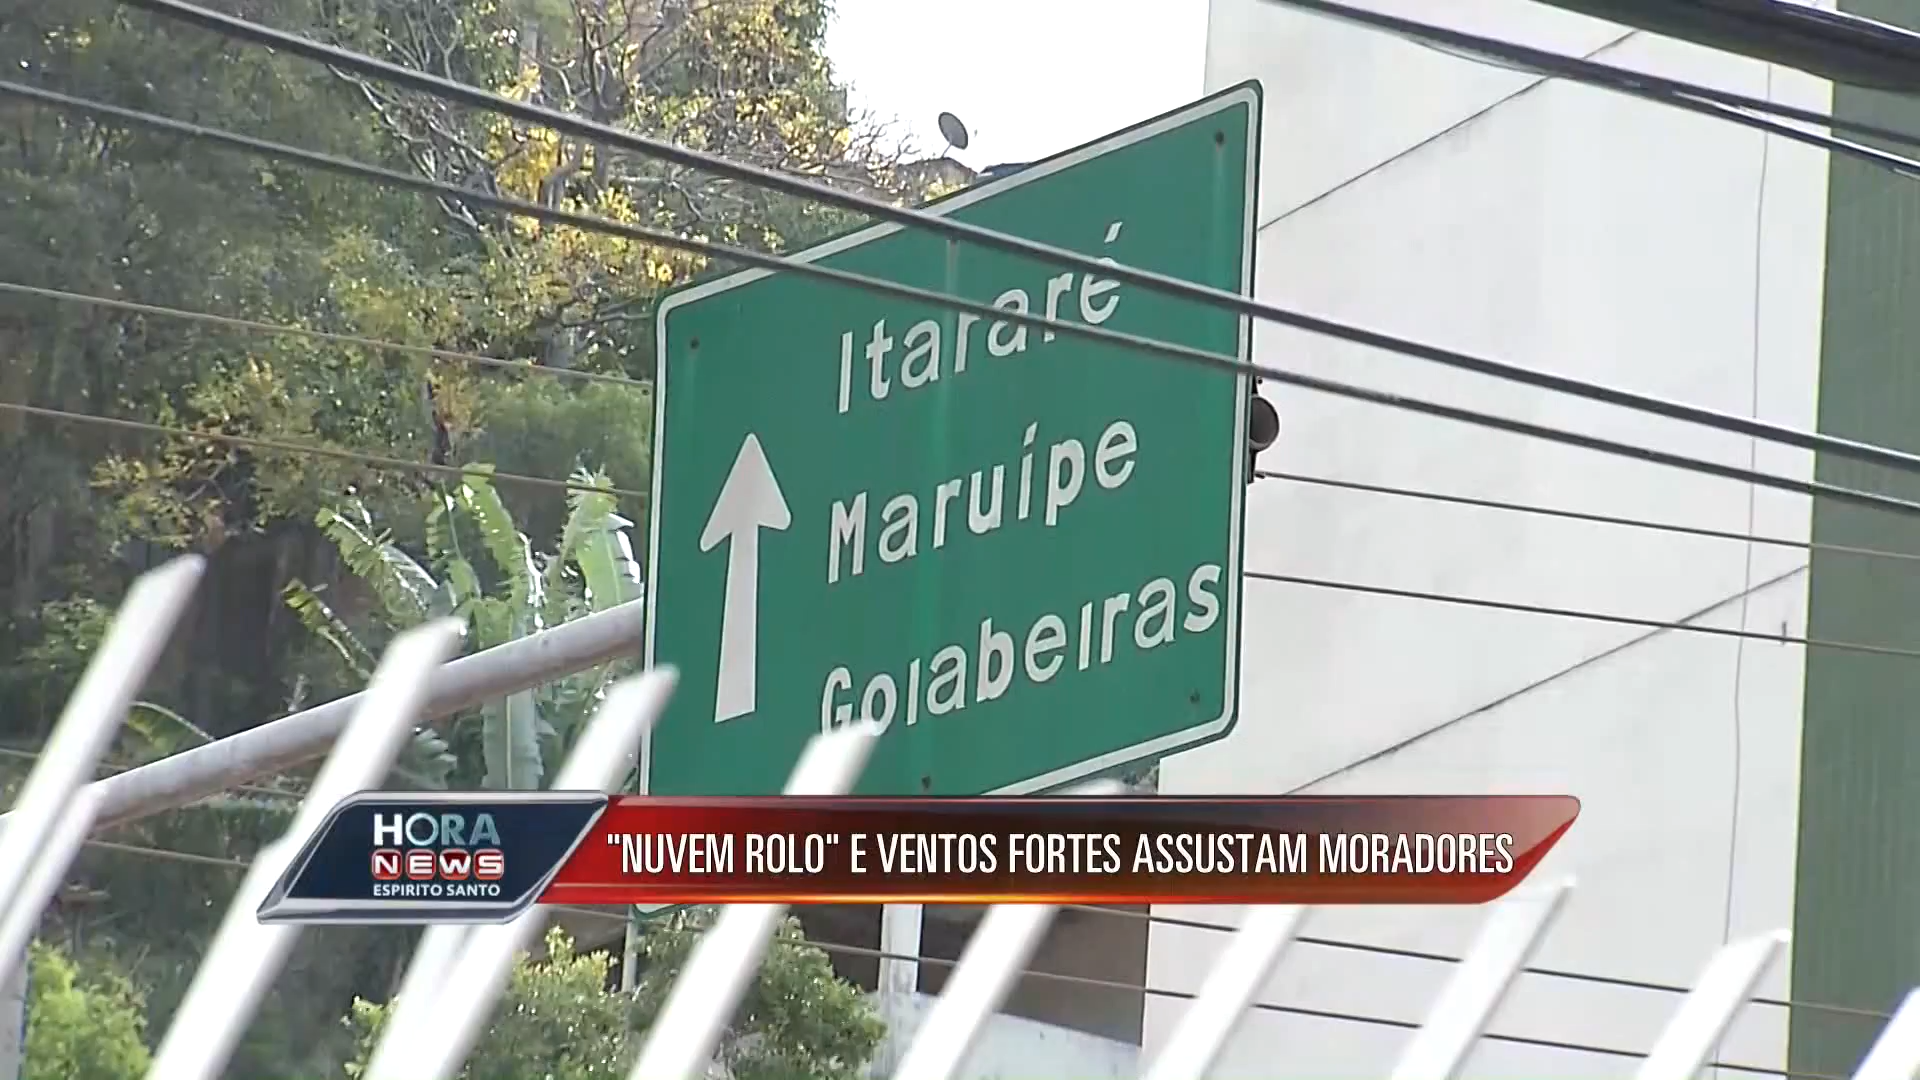 Itararé
Maruípe
Goiabeiras
HORA
NEWS
ESPIRITO SANTO
"NUVEM ROLO" E VENTOS FORTES ASSUSTAM MORADORES